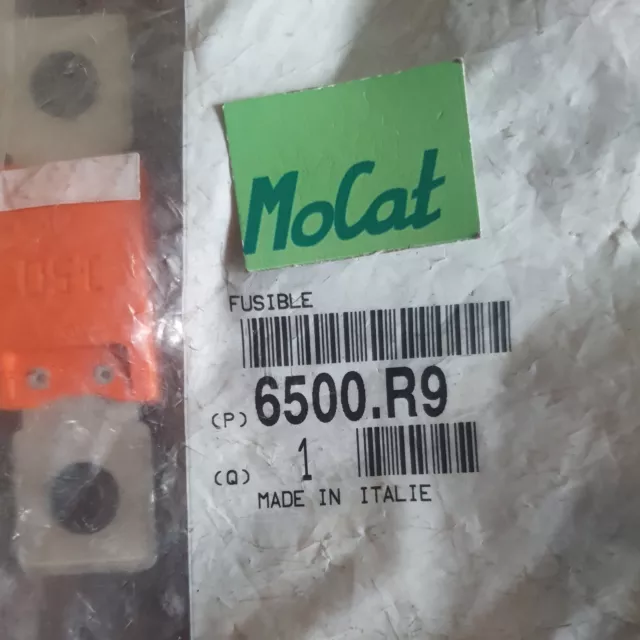 MoCat
FUSIBLE
(P) 6500.R9
(Q) 1
MADE IN ITALIE